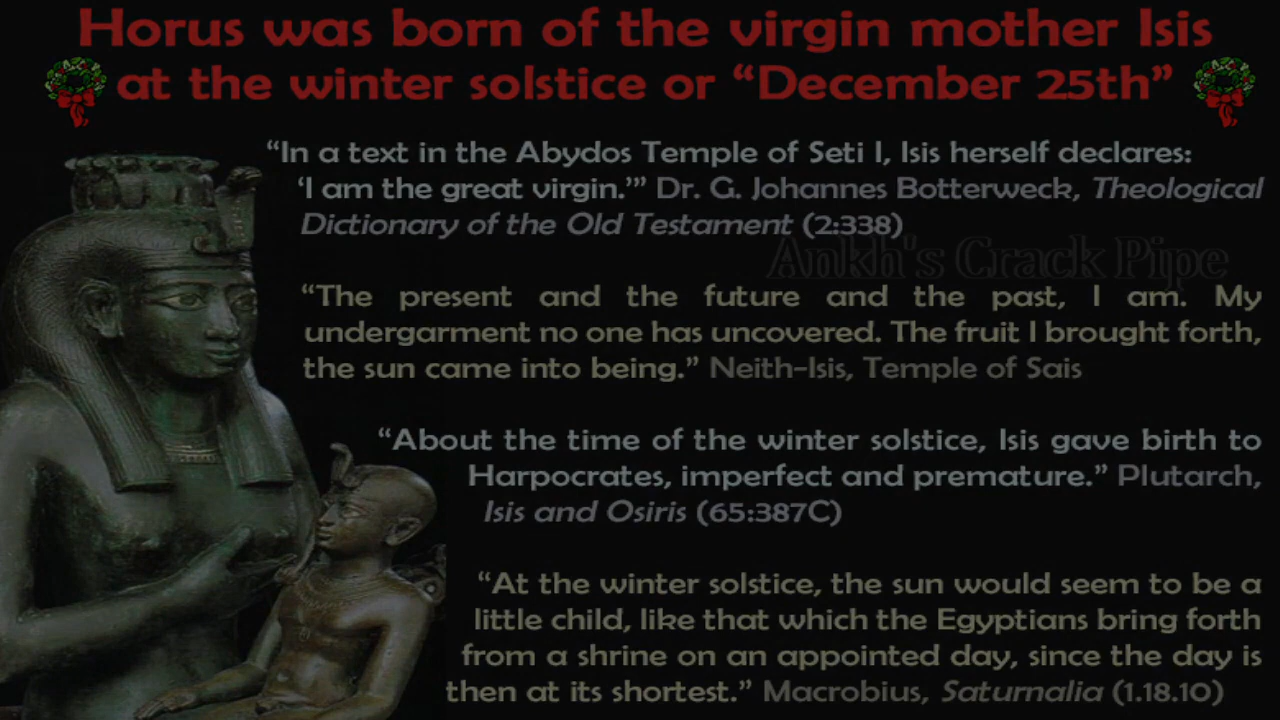 Horus was born of the virgin mother Isis
at the winter solstice or “December 25th”
“In a text in the Abydos Temple of Seti I, Isis herself declares:
‘I am the great virgin.’” Dr. G. Johannes Botterweck, Theological
Dictionary of the Old Testament (2:338)
Ankh's Crack Pipe
“The present and the future and the past, I am. My
undergarment no one has uncovered. The fruit I brought forth,
the sun came into being.” Neith-Isis, Temple of Sais
“About the time of the winter solstice, Isis gave birth to
Harpocrates, imperfect and premature.” Plutarch,
Isis and Osiris (65:387C)
“At the winter solstice, the sun would seem to be a
little child, like that which the Egyptians bring forth
from a shrine on an appointed day, since the day is
then at its shortest.” Macrobius, Saturnalia (1.18.10)